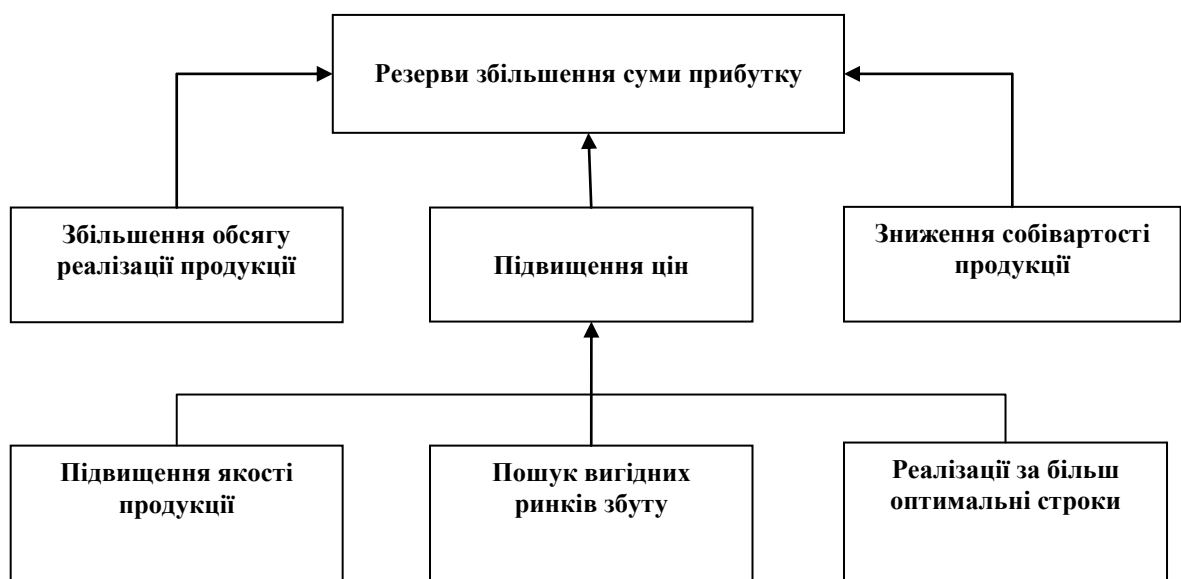 Резерви збільшення суми прибутку
Збільшення обсягу
реалізації продукції
Підвищення цін
Зниження собівартості
продукції
Підвищення якості
продукції
Пошук вигідних
ринків збуту
Реалізації за більш
оптимальні строки